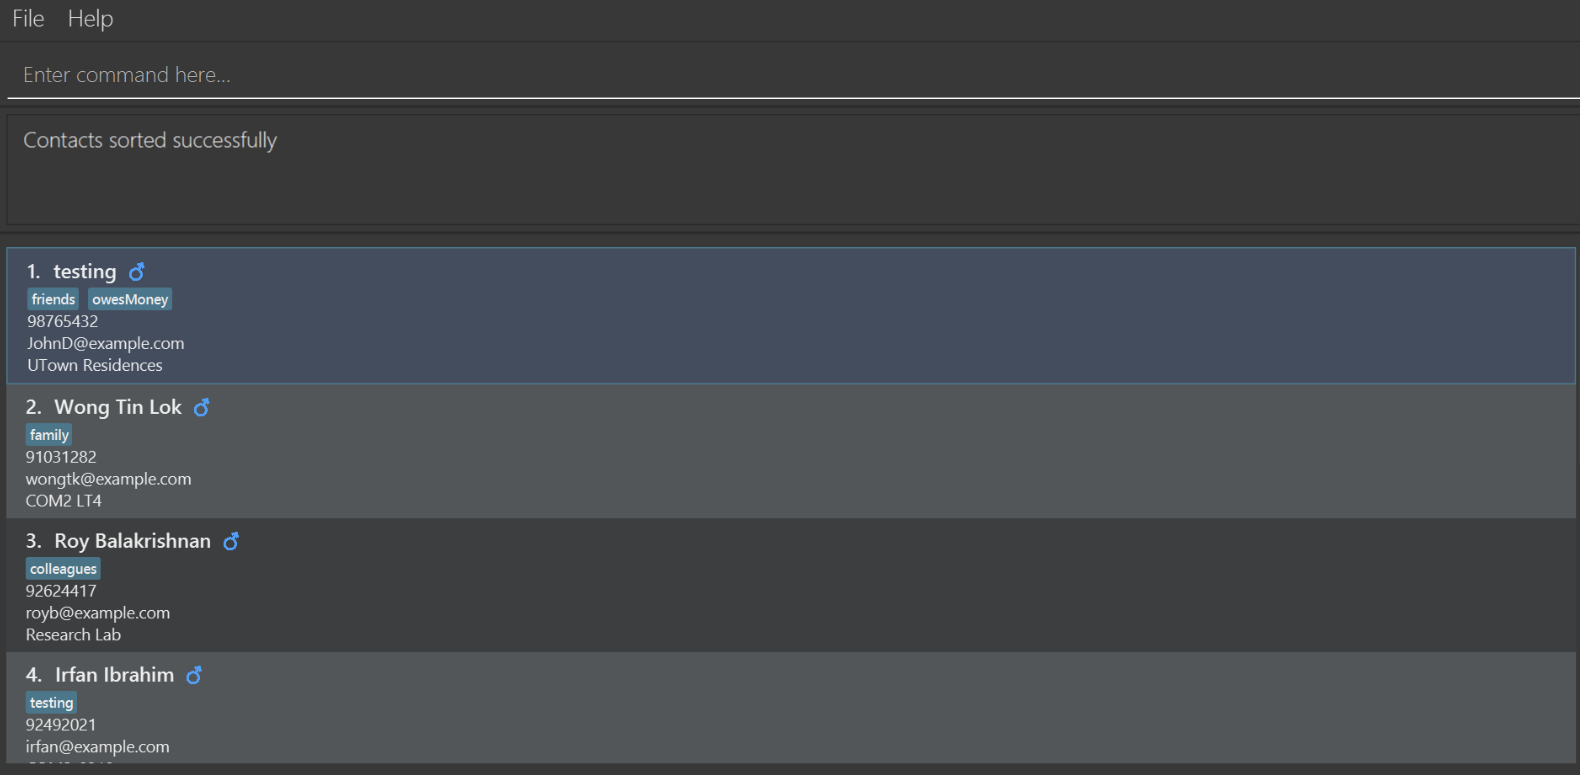 File Help
Enter command here...
Contacts sorted successfully
1. testing ♂
friends owesMoney
98765432
JohnD@example.com
UTown Residences
2. Wong Tin Lok ♂
family
91031282
wongtk@example.com
COM2 LT4
3. Roy Balakrishnan ♂
colleagues
92624417
royb@example.com
Research Lab
4. Irfan Ibrahim ♂
testing
92492021
irfan@example.com